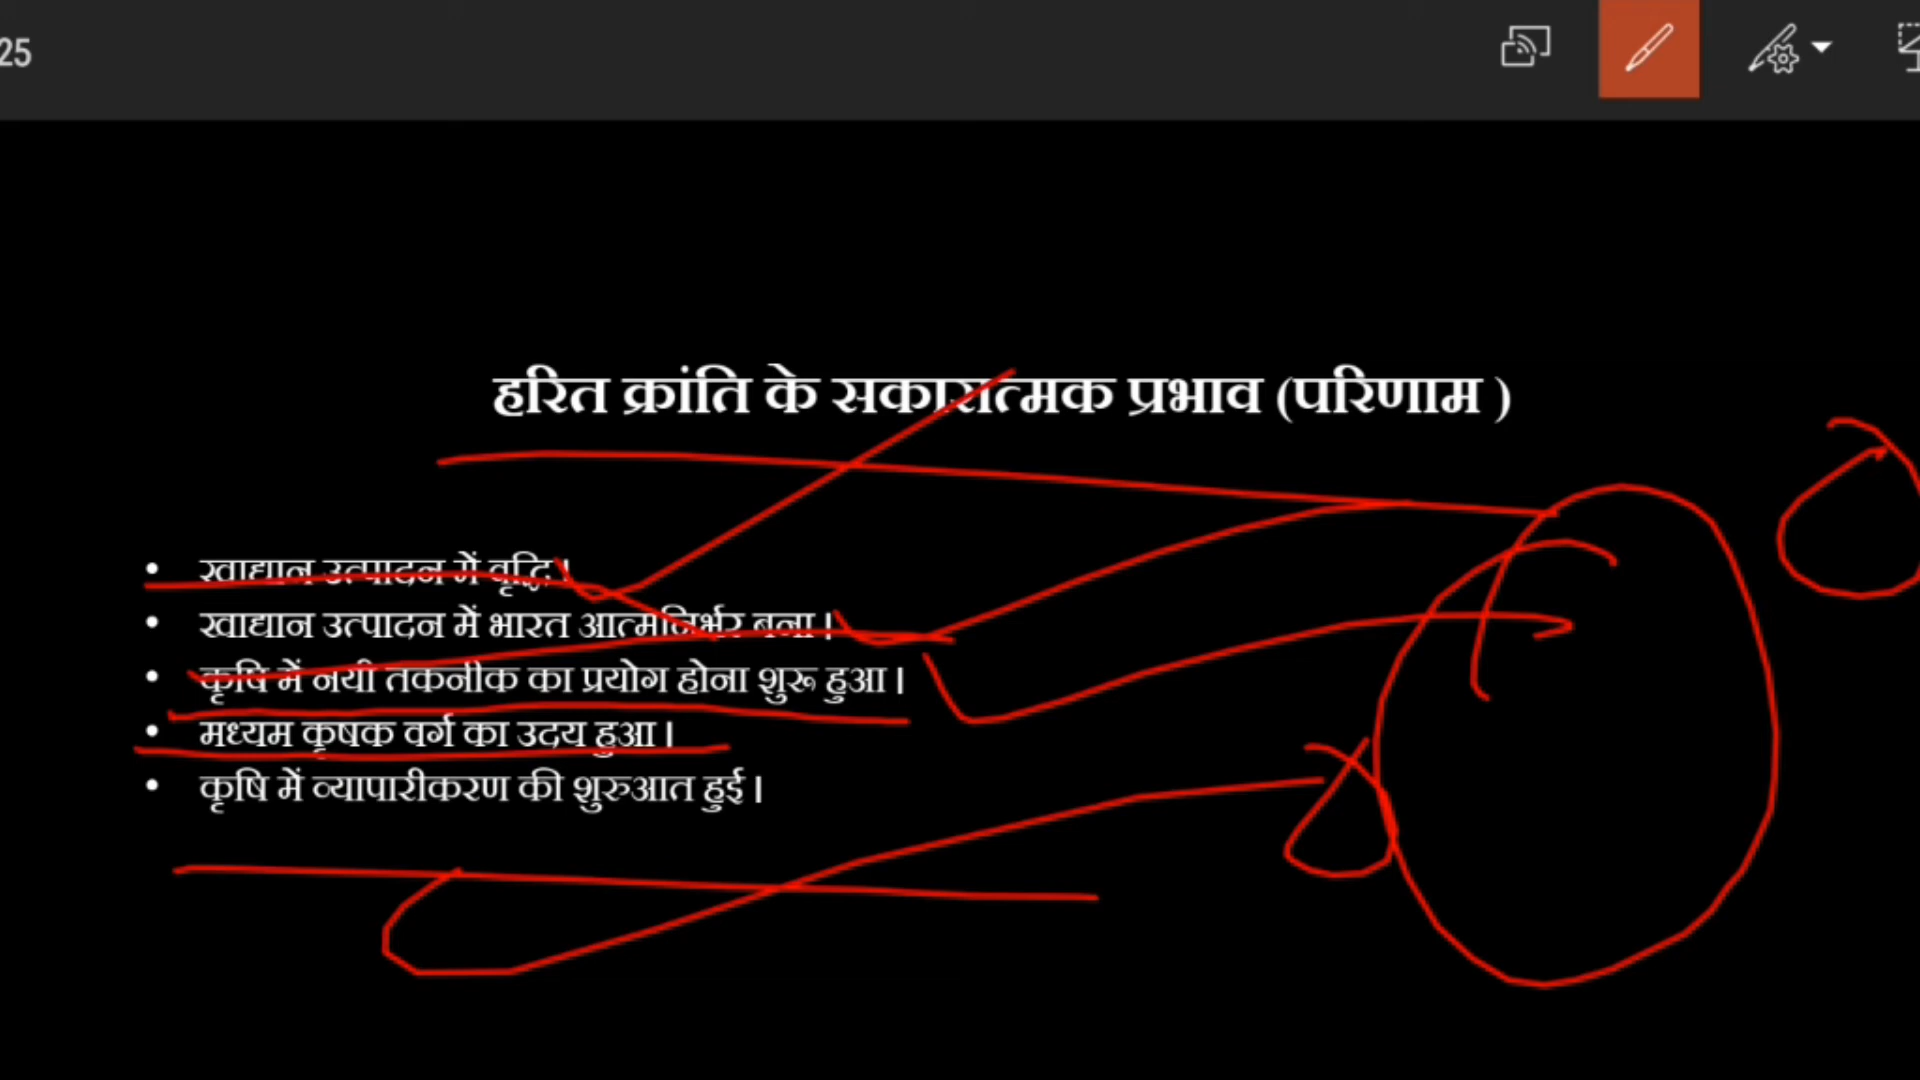 25
हरित क्रांति के सकारात्मक प्रभाव (परिणाम )
• खाद्यान उत्पादन में वृद्धि ।
• खाद्यान उत्पादन में भारत आत्मनिर्भर बना ।
• कृषि में नयी तकनीक का प्रयोग होना शुरू हुआ ।
• मध्यम कृषक वर्ग का उदय हुआ ।
• कृषि में व्यापारीकरण की शुरुआत हुई ।